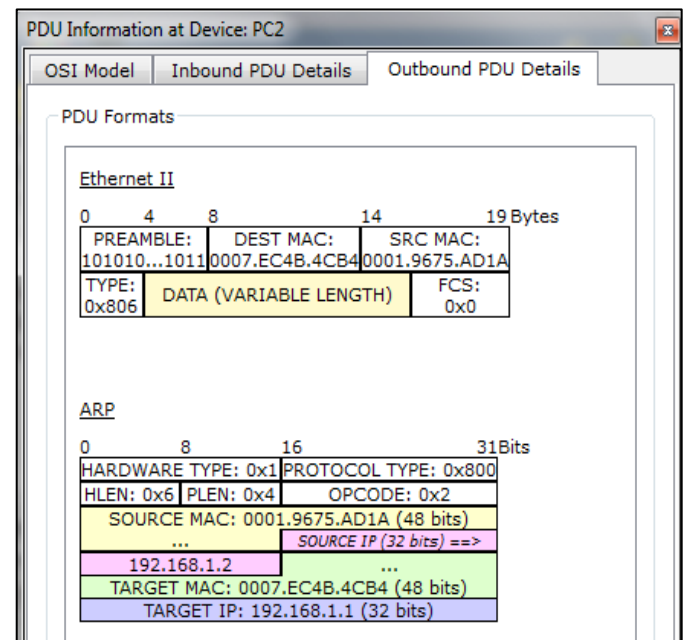 PDU Information at Device: PC2
OSI Model Inbound PDU Details Outbound PDU Details
PDU Formats
Ethernet II
0 4 8 14 19 Bytes
PREAMBLE: DEST MAC: SRC MAC:
101010...1011 0007.EC4B.4CB4 0001.9675.AD1A
TYPE: DATA (VARIABLE LENGTH) FCS:
0x806 0x0
ARP
0 8 16 31 Bits
HARDWARE TYPE: 0x1 PROTOCOL TYPE: 0x800
HLEN: 0x6 PLEN: 0x4 OPCODE: 0x2
SOURCE MAC: 0001.9675.AD1A (48 bits)
... SOURCE IP (32 bits) ==>
192.168.1.2 ...
TARGET MAC: 0007.EC4B.4CB4 (48 bits)
TARGET IP: 192.168.1.1 (32 bits)